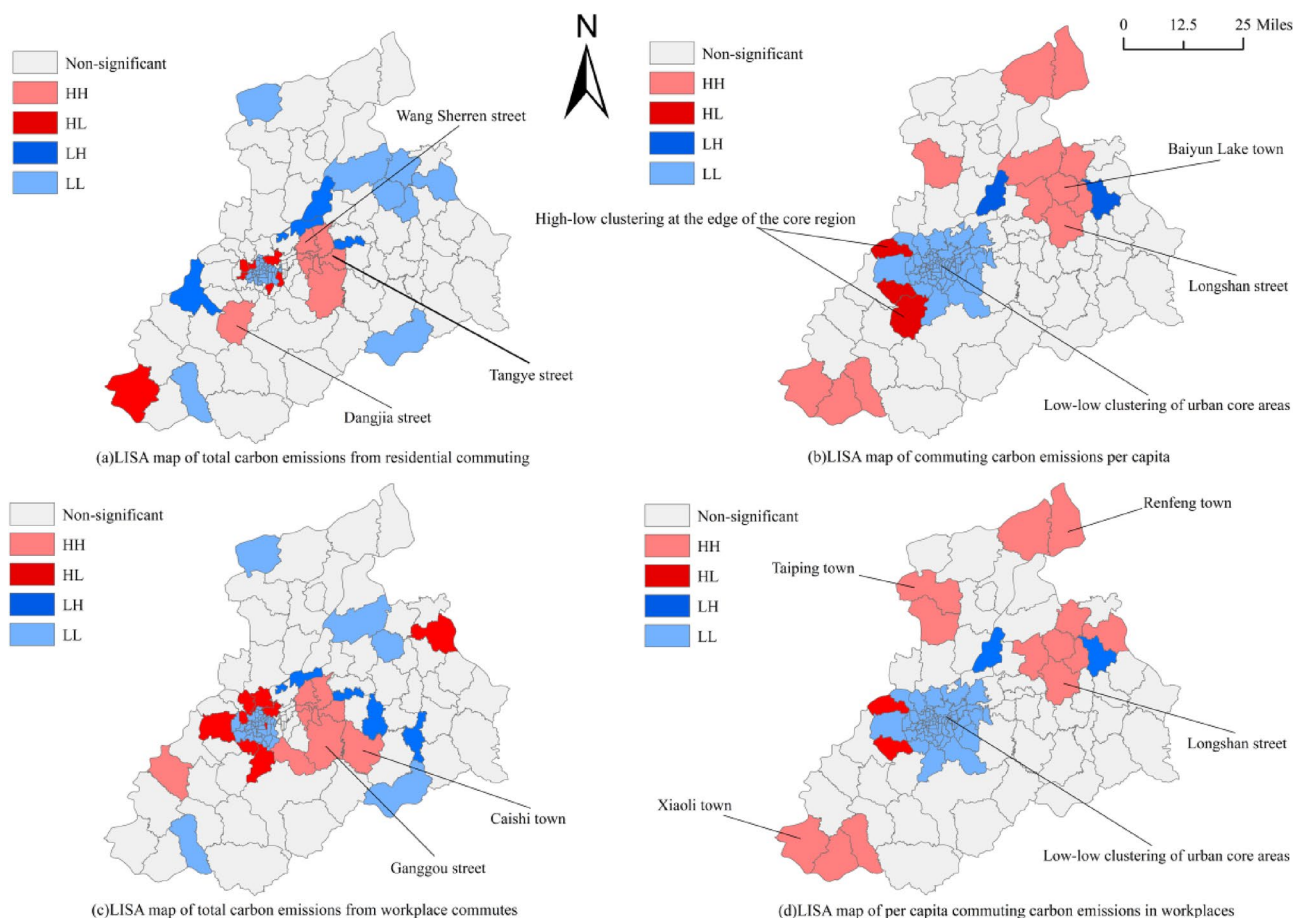 N
0 12.5 25 Miles
Non-significant
HH
HL
LH
LL
Wang Sherren street
Tangye street
Dangjia street
(a)LISA map of total carbon emissions from residential commuting
Non-significant
HH
HL
LH
LL
Baiyun Lake town
High-low clustering at the edge of the core region
Longshan street
Low-low clustering of urban core areas
(b)LISA map of commuting carbon emissions per capita
Non-significant
HH
HL
LH
LL
Caishi town
Ganggou street
(c)LISA map of total carbon emissions from workplace commutes
Non-significant
HH
HL
LH
LL
Renfeng town
Taiping town
Longshan street
Xiaoli town
Low-low clustering of urban core areas
(d)LISA map of per capita commuting carbon emissions in workplaces